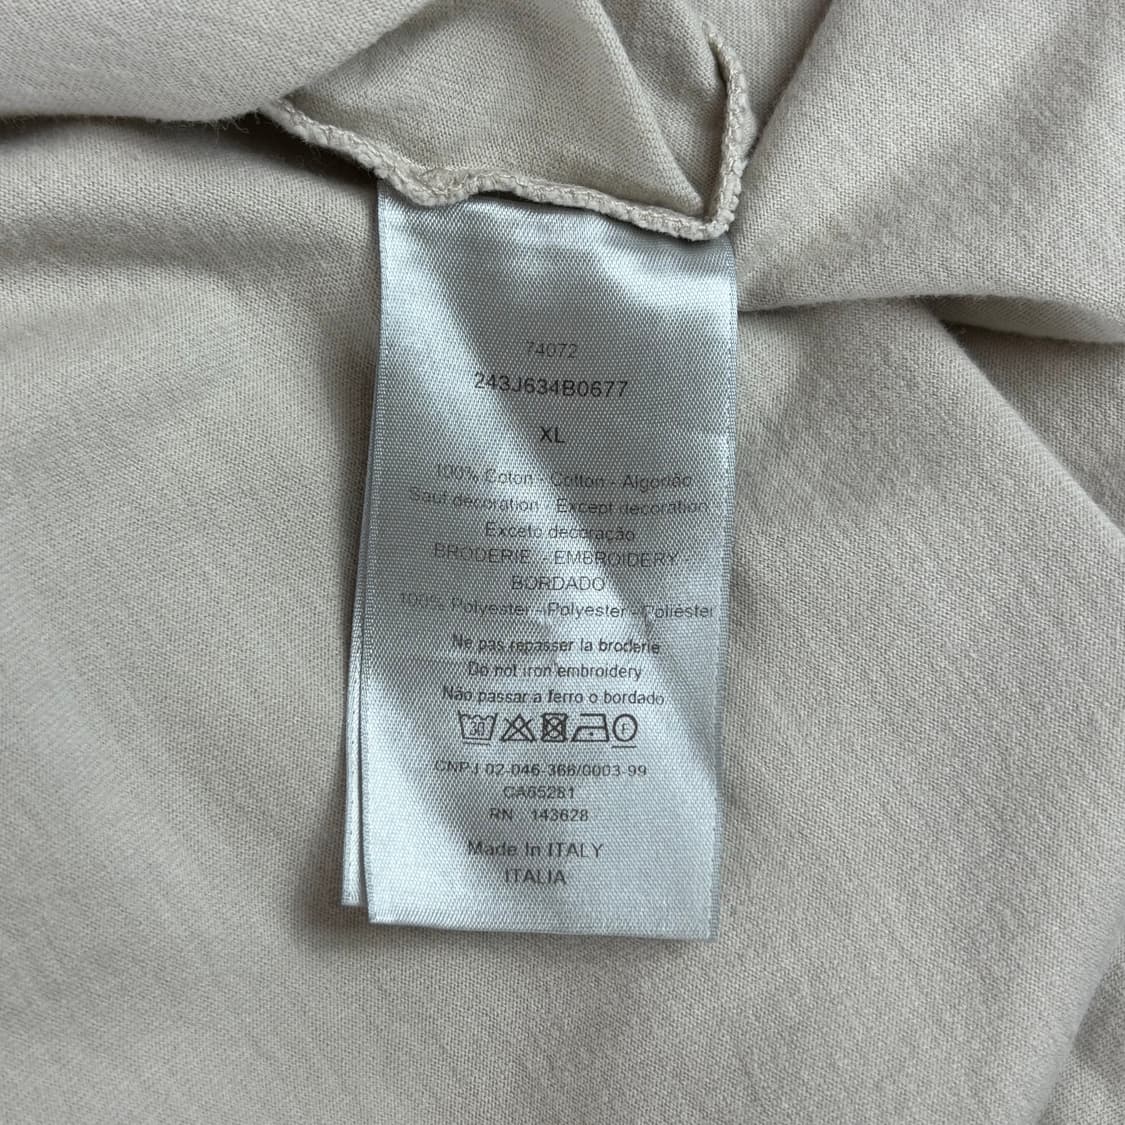 74072
243J634B0677
XL
100% Coton - Cotton - Algodão
Sauf decoration - Except decoration
Exceto decoração
BRODERIE - EMBROIDERY
BORDADO
100% Polyester - Polyester - Poliéster
Ne pas repasser la broderie
Do not iron embroidery
Não passar a ferro o bordado
30 F
CNPJ 02-046-366/0003-99
CA65281
RN 143628
Made In ITALY
ITALIA